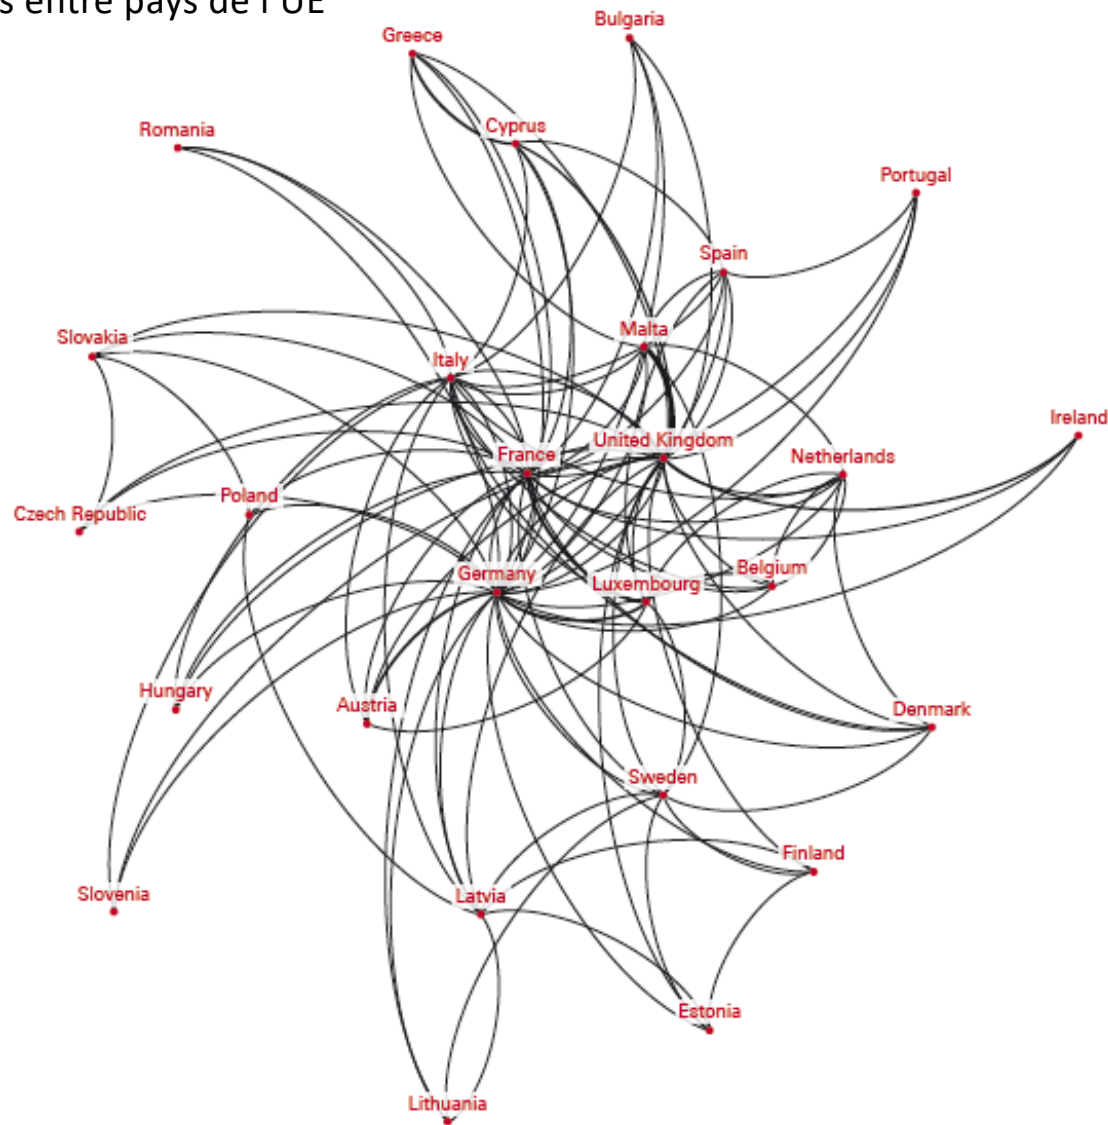 s entre pays de l'UE
Bulgaria
Greece
Cyprus
Romania
Portugal
Spain
Malta
Slovakia
Italy
Ireland
United Kingdom
France
Netherlands
Poland
Czech Republic
Germany
Luxembourg
Belgium
Hungary
Austria
Denmark
Sweden
Finland
Slovenia
Latvia
Estonia
Lithuania